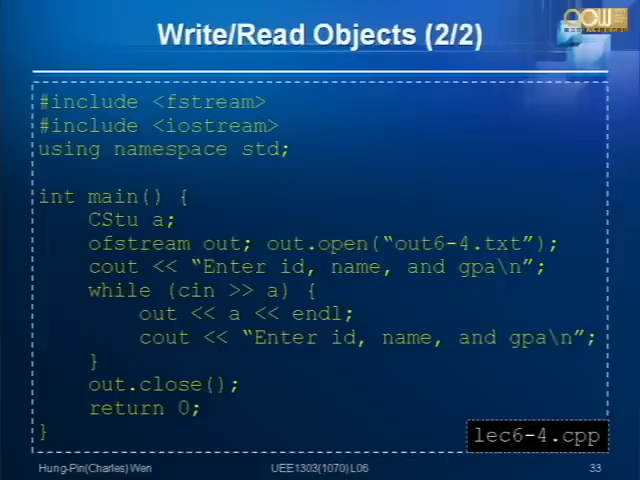 Write/Read Objects (2/2)
#include <fstream>
#include <iostream>
using namespace std;
int main() {
CStu a;
ofstream out; out.open(“out6-4.txt”);
cout << “Enter id, name, and gpa\n”;
while (cin >> a) {
out << a << endl;
cout << “Enter id, name, and gpa\n”;
}
out.close();
return 0;
}
lec6-4.cpp
Hung-Pin(Charles) Wen
UEE1303(1070) L06
33